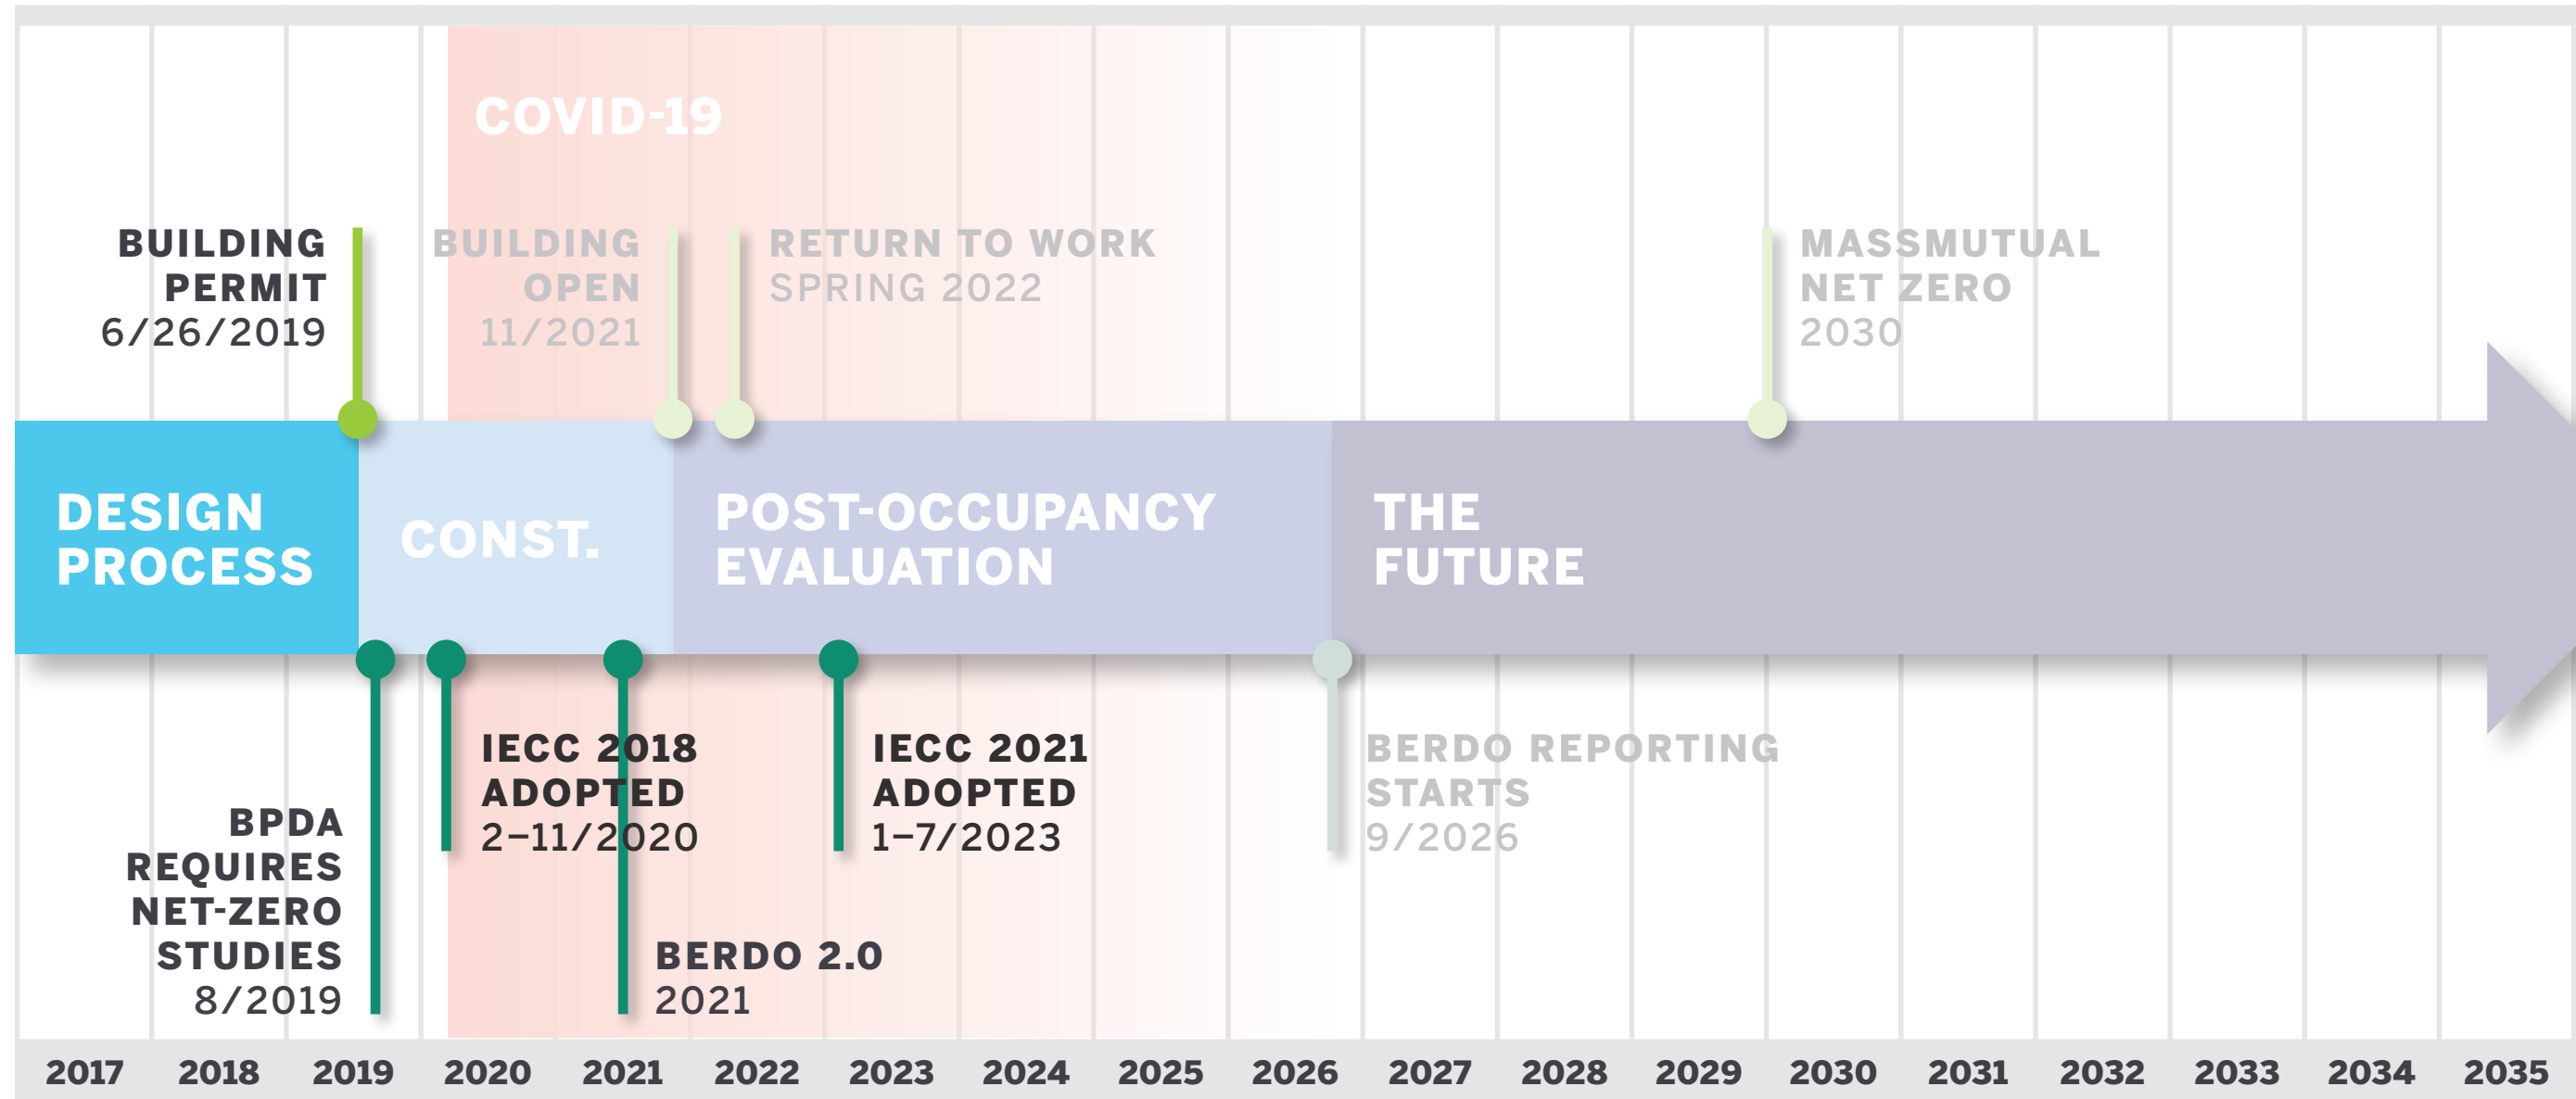 COVID-19
BUILDING
PERMIT
6/26/2019
BUILDING
OPEN
11/2021
RETURN TO WORK
SPRING 2022
MASSMUTUAL
NET ZERO
2030
DESIGN
PROCESS
CONST.
POST-OCCUPANCY
EVALUATION
THE
FUTURE
BPDA
REQUIRES
NET-ZERO
STUDIES
8/2019
IECC 2018
ADOPTED
2–11/2020
BERDO 2.0
2021
IECC 2021
ADOPTED
1–7/2023
BERDO REPORTING
STARTS
9/2026
2017 2018 2019 2020 2021 2022 2023 2024 2025 2026 2027 2028 2029 2030 2031 2032 2033 2034 2035